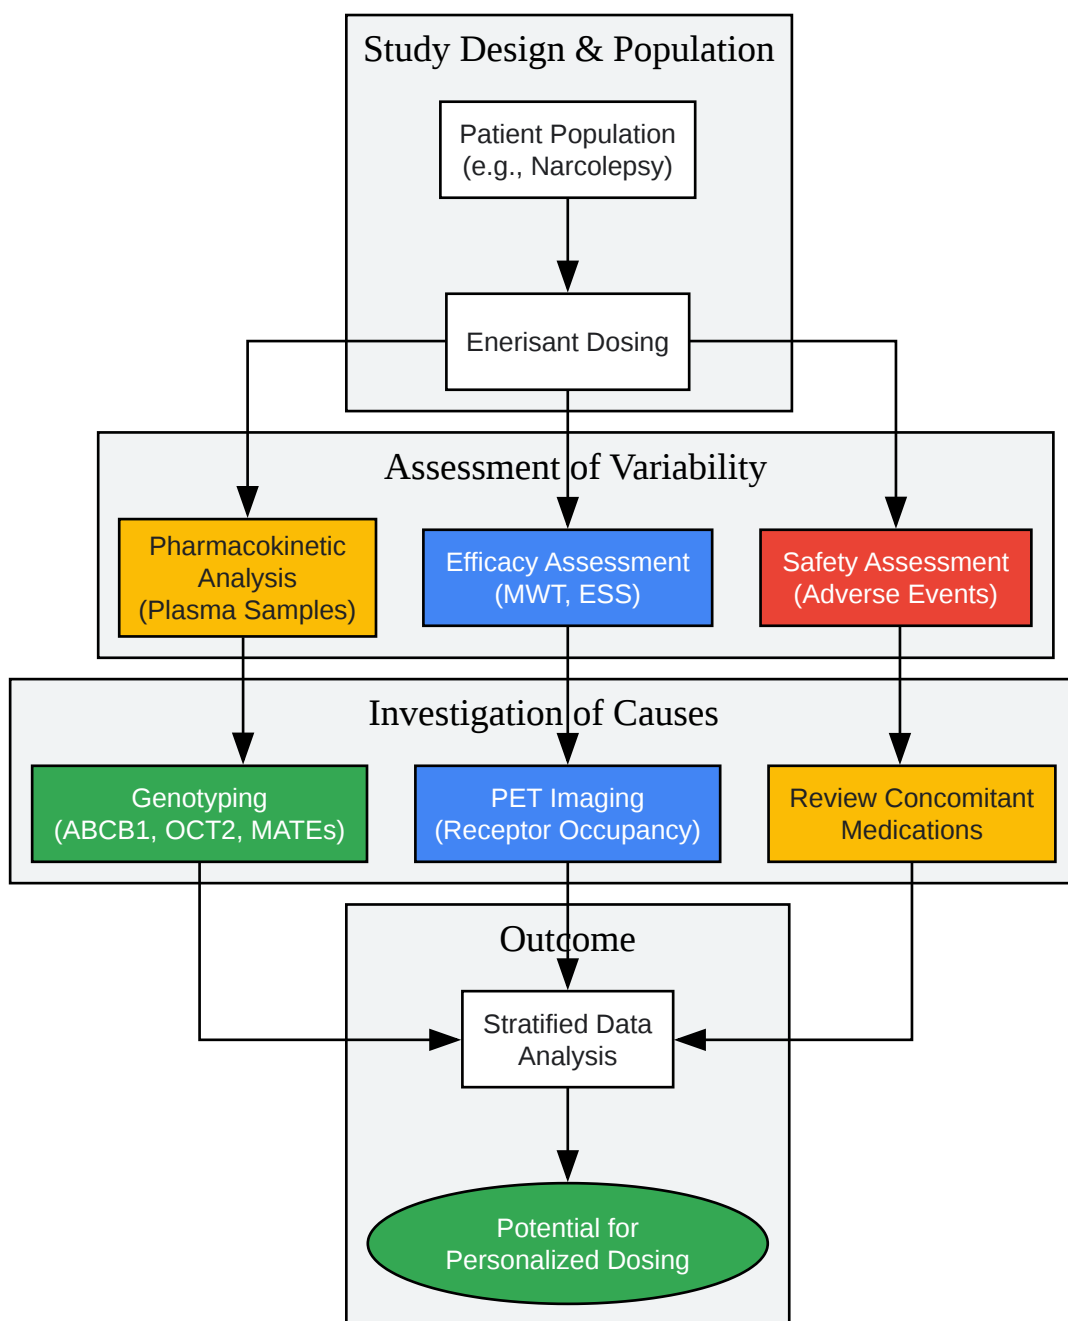 Study Design & Population
Patient Population
(e.g., Narcolepsy)
Enerisant Dosing
Assessment of Variability
Pharmacokinetic
Analysis
(Plasma Samples)
Efficacy Assessment
(MWT, ESS)
Safety Assessment
(Adverse Events)
Investigation of Causes
Genotyping
(ABCB1, OCT2, MATEs)
PET Imaging
(Receptor Occupancy)
Review Concomitant
Medications
Outcome
Stratified Data
Analysis
Potential for
Personalized Dosing